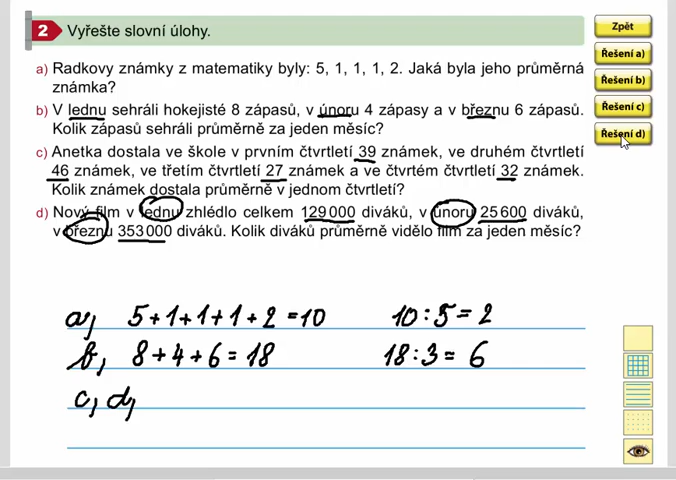 2 Vyřešte slovní úlohy.
Zpět
Řešení a)
Řešení b)
Řešení c)
Řešení d)
a) Radkovy známky z matematiky byly: 5, 1, 1, 1, 2. Jaká byla jeho průměrná
známka?
b) V lednu sehráli hokejisté 8 zápasů, v únoru 4 zápasy a v březnu 6 zápasů.
Kolik zápasů sehráli průměrně za jeden měsíc?
c) Anetka dostala ve škole v prvním čtvrtletí 39 známek, ve druhém čtvrtletí
46 známek, ve třetím čtvrtletí 27 známek a ve čtvrtém čtvrtletí 32 známek.
Kolik známek dostala průměrně v jednom čtvrtletí?
d) Nový film v lednu zhlédlo celkem 129 000 diváků, v únoru 25 600 diváků,
v březnu 353 000 diváků. Kolik diváků průměrně vidělo film za jeden měsíc?
a, 5+1+1+1+2=10 10:5=2
b, 8+4+6=18 18:3=6
c, d,